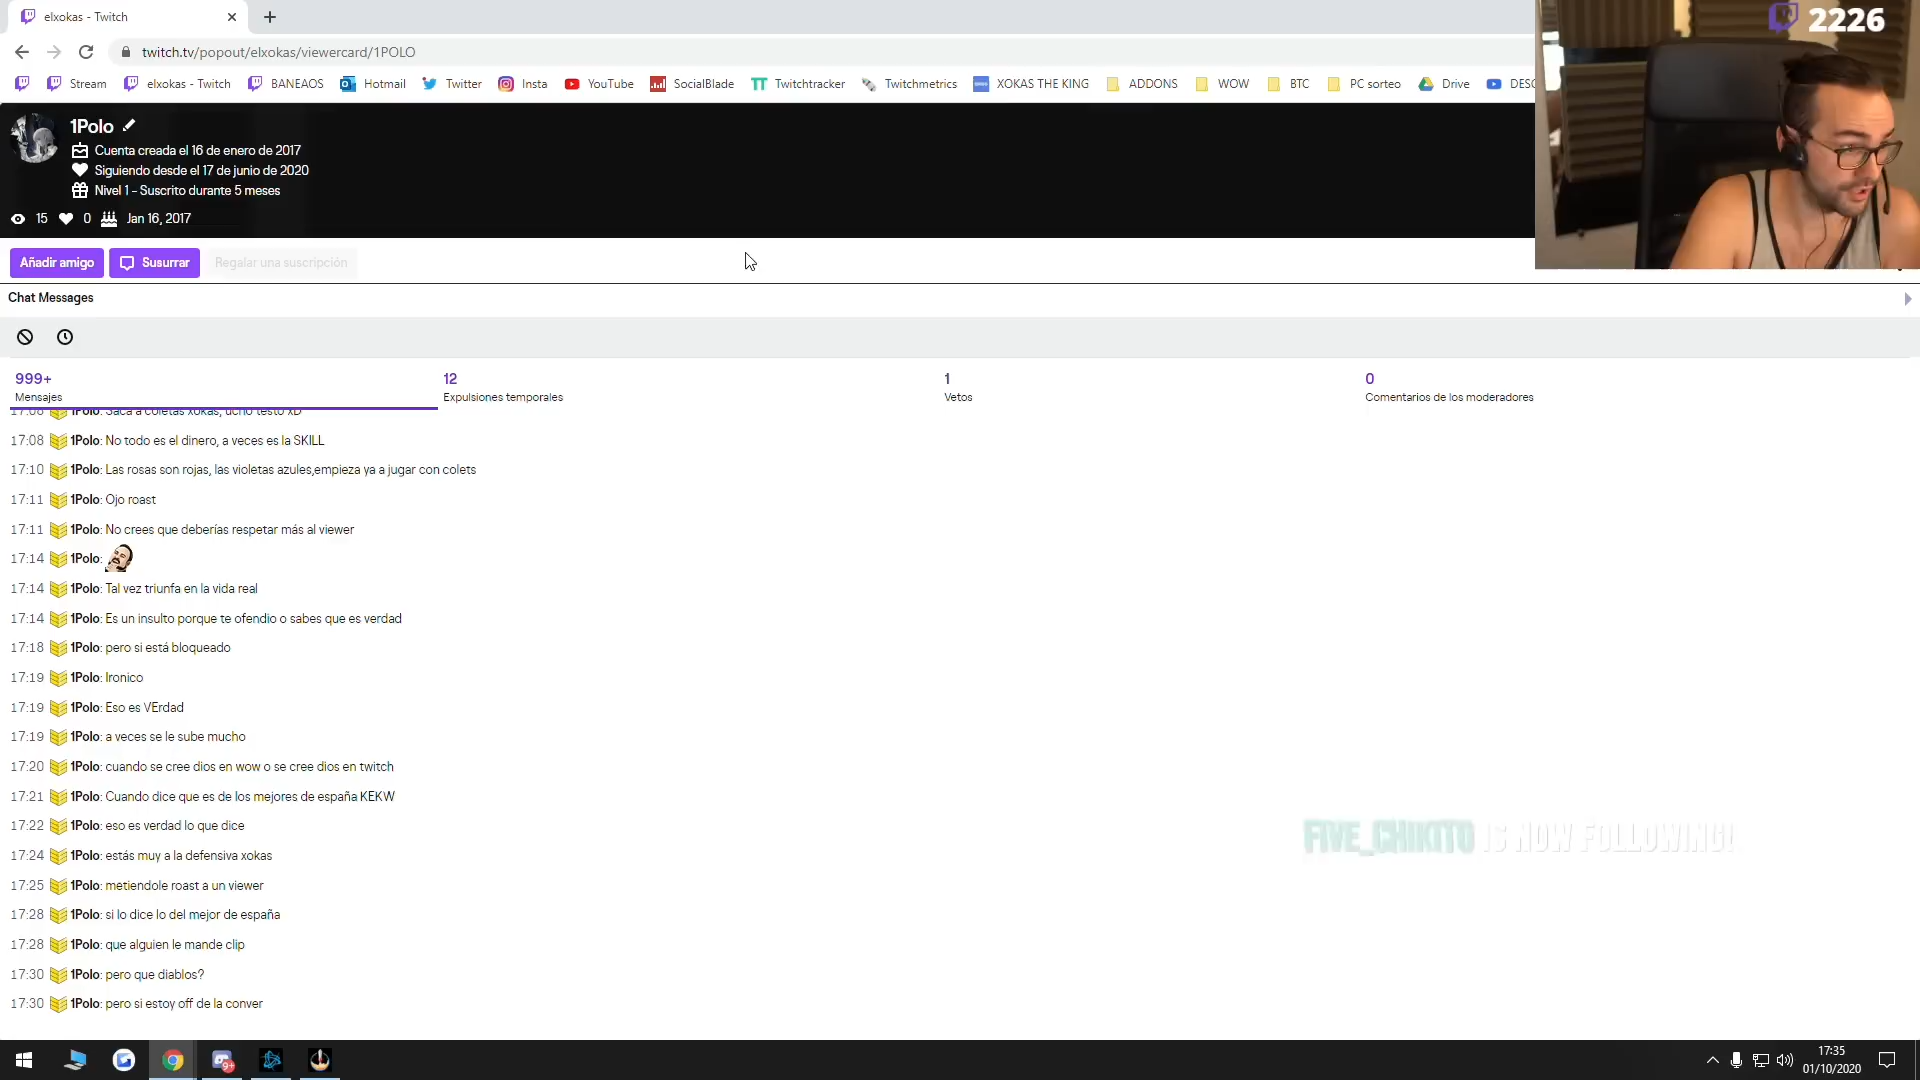 elxokas - Twitch
2226
twitch.tv/popout/elxokas/viewercard/1POLO
Stream elxokas - Twitch BANEAOS Hotmail Twitter Insta YouTube SocialBlade Twitchtracker Twitchmetrics XOKAS THE KING ADDONS WOW BTC PC sorteo Drive DESC
1Polo
Cuenta creada el 16 de enero de 2017
Siguiendo desde el 17 de junio de 2020
Nivel 1 - Suscrito durante 5 meses
15 0 Jan 16, 2017
Añadir amigo Susurrar Regalar una suscripción
Chat Messages
999+ 12 1 0
Mensajes Expulsiones temporales Vetos Comentarios de los moderadores
17:08 1Polo: Saca a coletas xokas, ucho testo xD
17:08 1Polo: No todo es el dinero, a veces es la SKILL
17:10 1Polo: Las rosas son rojas, las violetas azules,empieza ya a jugar con colets
17:11 1Polo: Ojo roast
17:11 1Polo: No crees que deberías respetar más al viewer
17:14 1Polo:
17:14 1Polo: Tal vez triunfa en la vida real
17:14 1Polo: Es un insulto porque te ofendio o sabes que es verdad
17:18 1Polo: pero si está bloqueado
17:19 1Polo: Ironico
17:19 1Polo: Eso es VErdad
17:19 1Polo: a veces se le sube mucho
17:20 1Polo: cuando se cree dios en wow o se cree dios en twitch
17:21 1Polo: Cuando dice que es de los mejores de españa KEKW
17:22 1Polo: eso es verdad lo que dice
17:24 1Polo: estás muy a la defensiva xokas
17:25 1Polo: metiendole roast a un viewer
17:28 1Polo: si lo dice lo del mejor de españa
17:28 1Polo: que alguien le mande clip
17:30 1Polo: pero que diablos?
17:30 1Polo: pero si estoy off de la conver
FIVE_CHIKITO IS NOW FOLLOWING!
9+
17:35
01/10/2020